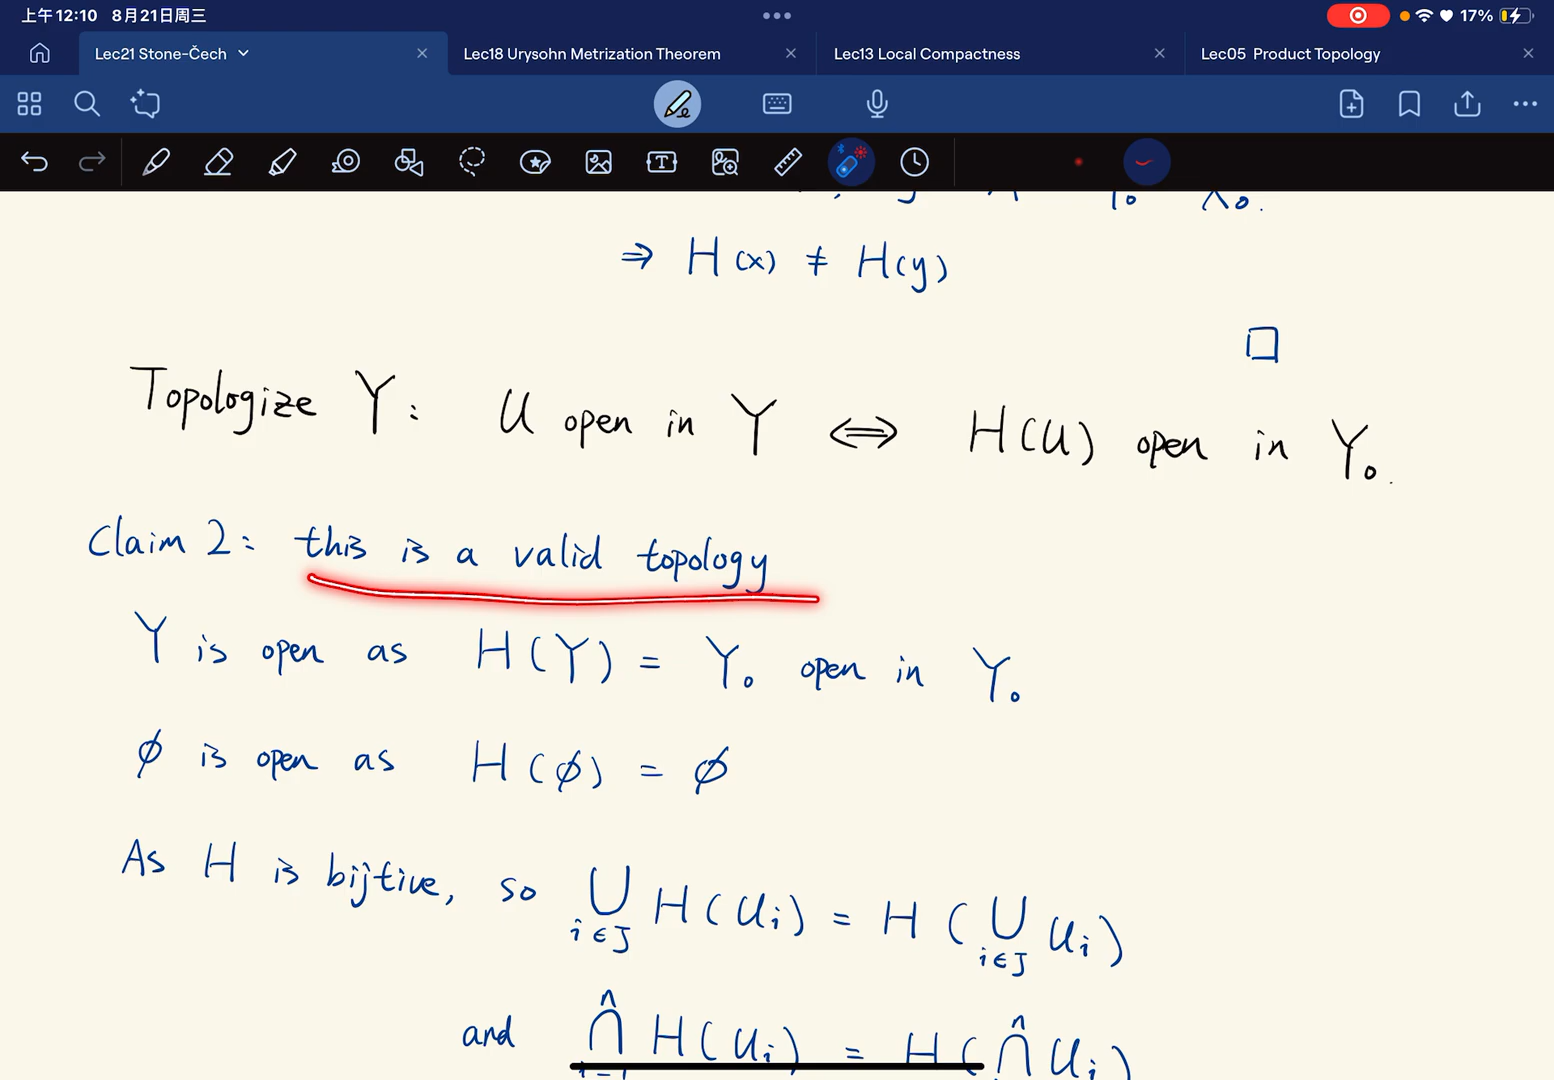 上午12:10 8月21日周三 17%
Lec21 Stone-Čech Lec18 Urysohn Metrization Theorem Lec13 Local Compactness Lec05 Product Topology
⇒ H(x) ≠ H(y)
□
Topologize Y: U open in Y ⟺ H(U) open in Y₀.
Claim 2: this is a valid topology
Y is open as H(Y) = Y₀ open in Y₀
∅ is open as H(∅) = ∅
As H is bijtive, so ⋃_{i∈J} H(Uᵢ) = H(⋃_{i∈J} Uᵢ)
and ⋂ⁿ H(Uᵢ) = H(⋂ⁿ Uᵢ)